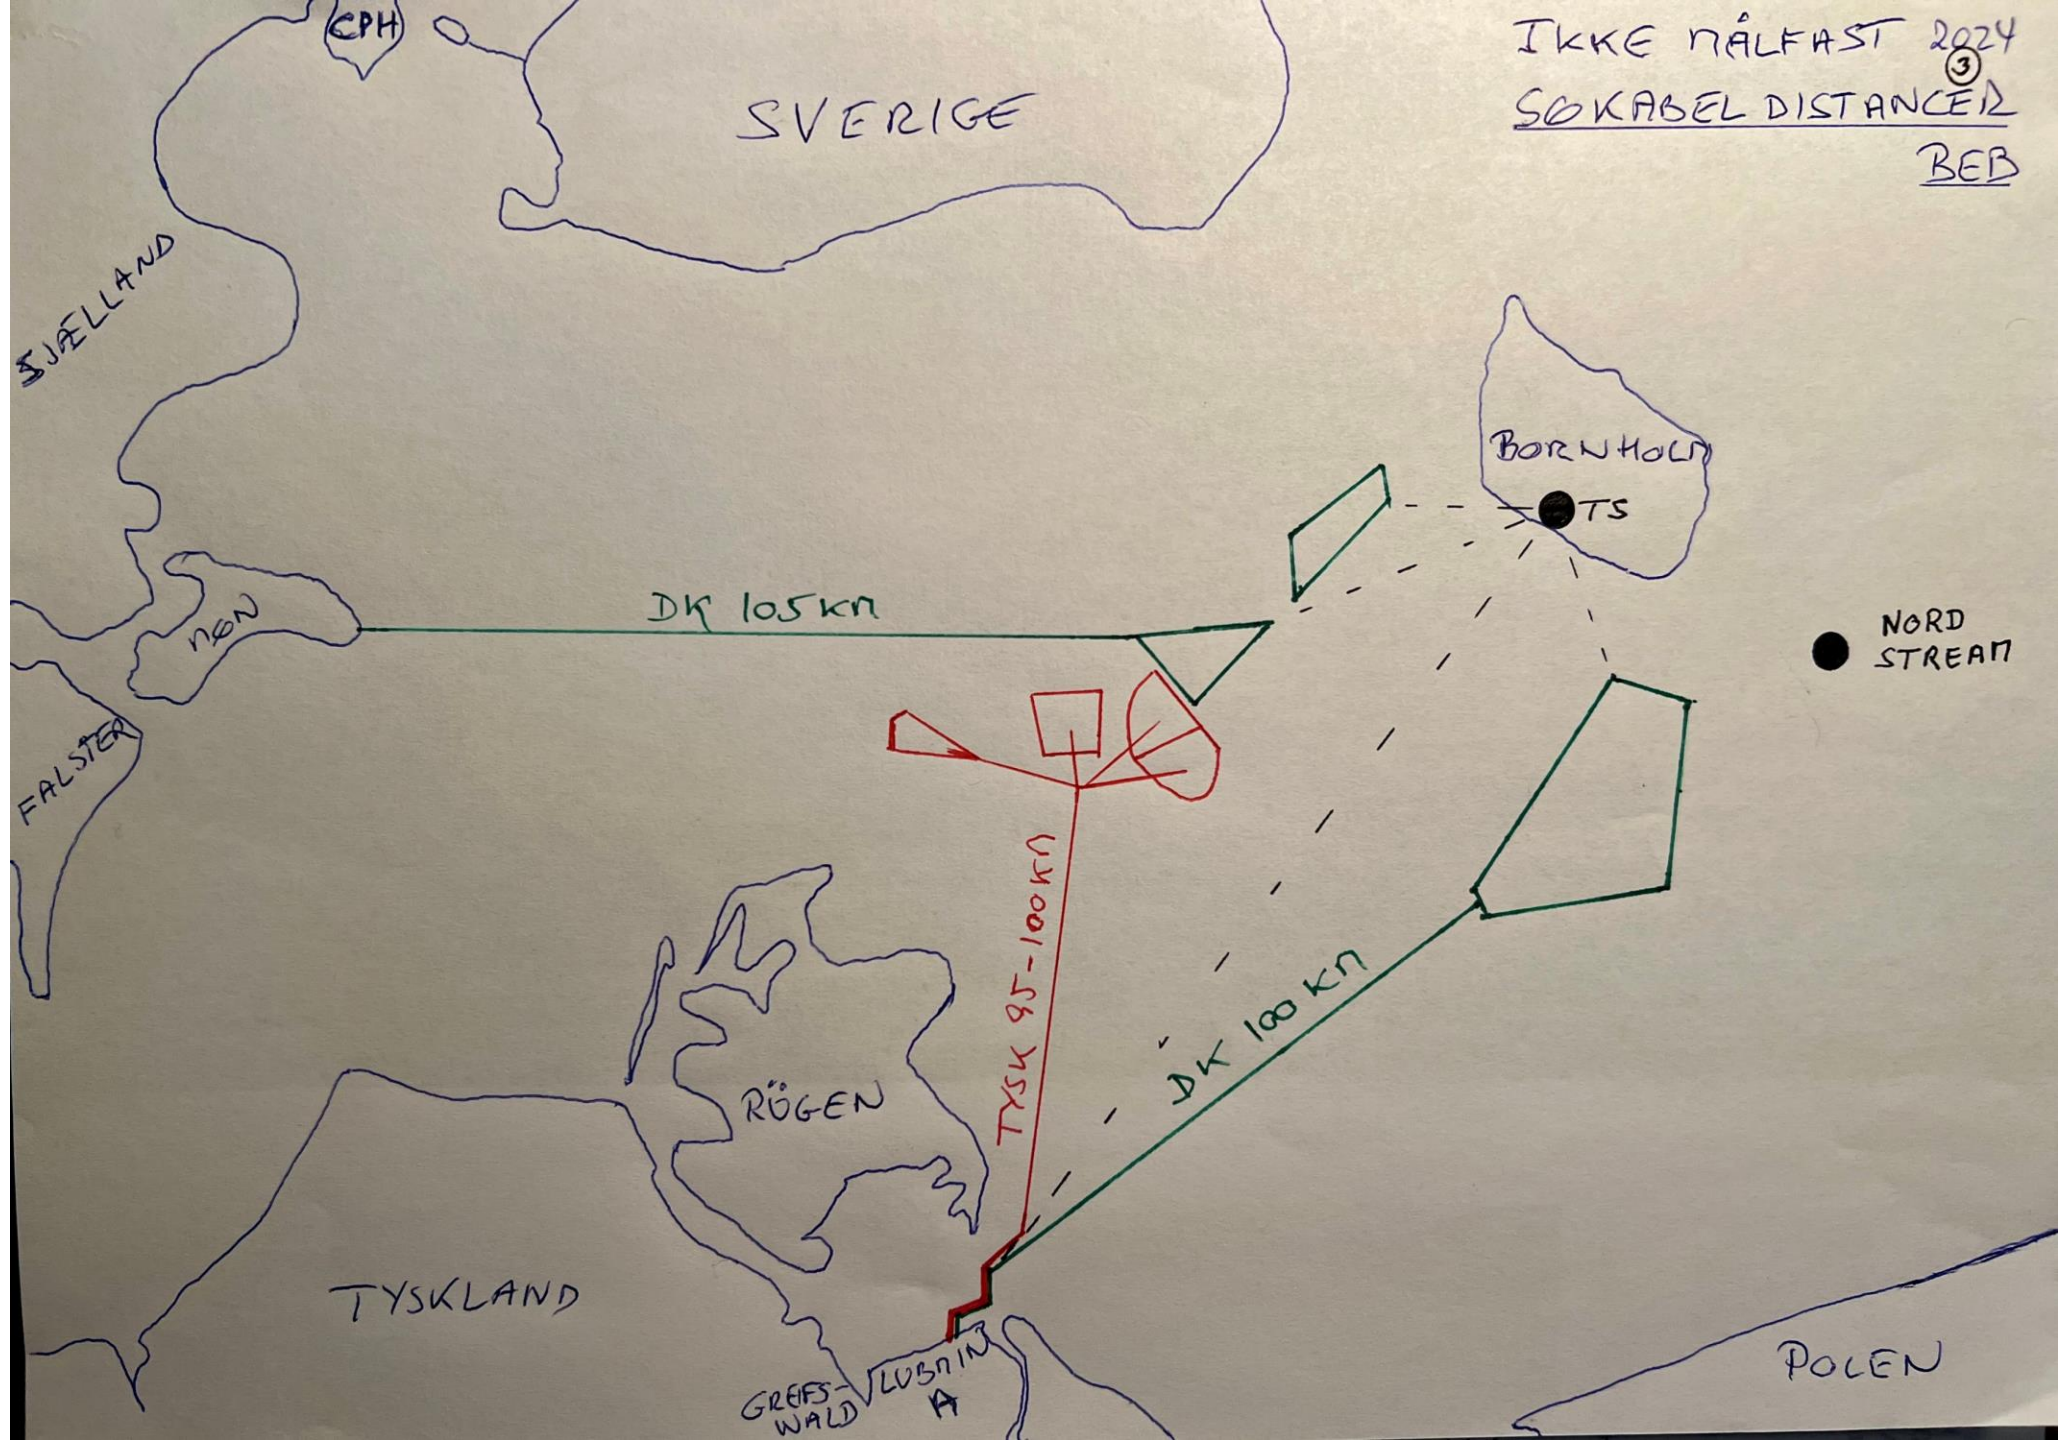 CPH
IKKE MÅLFAST 2024
3
SØKABEL DISTANCER
BEB
SVERIGE
SJÆLLAND
BORNHOLM
TS
DK 105 KM
MØN
NORD
STREAM
FALSTER
TYSK 95-100 KM
DK 100 KM
RÜGEN
TYSKLAND
LUBMIN
A
GREIFS-
WALD
POLEN